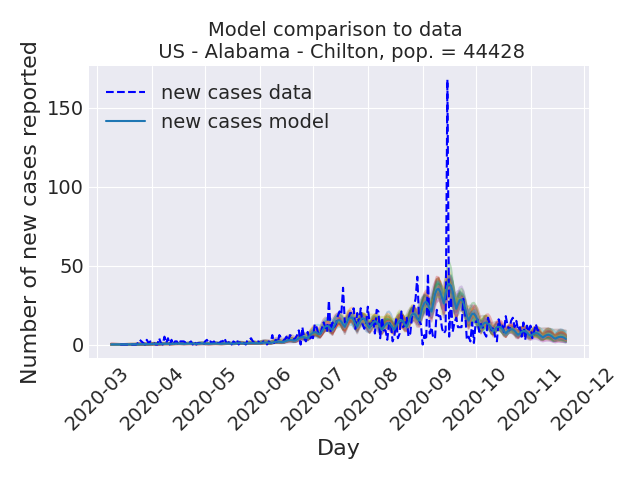 Model comparison to data
US - Alabama - Chilton, pop. = 44428
Number of new cases reported
150
100
50
0
new cases data
new cases model
2020-03
2020-04
2020-05
2020-06
2020-07
2020-08
2020-09
2020-10
2020-11
2020-12
Day